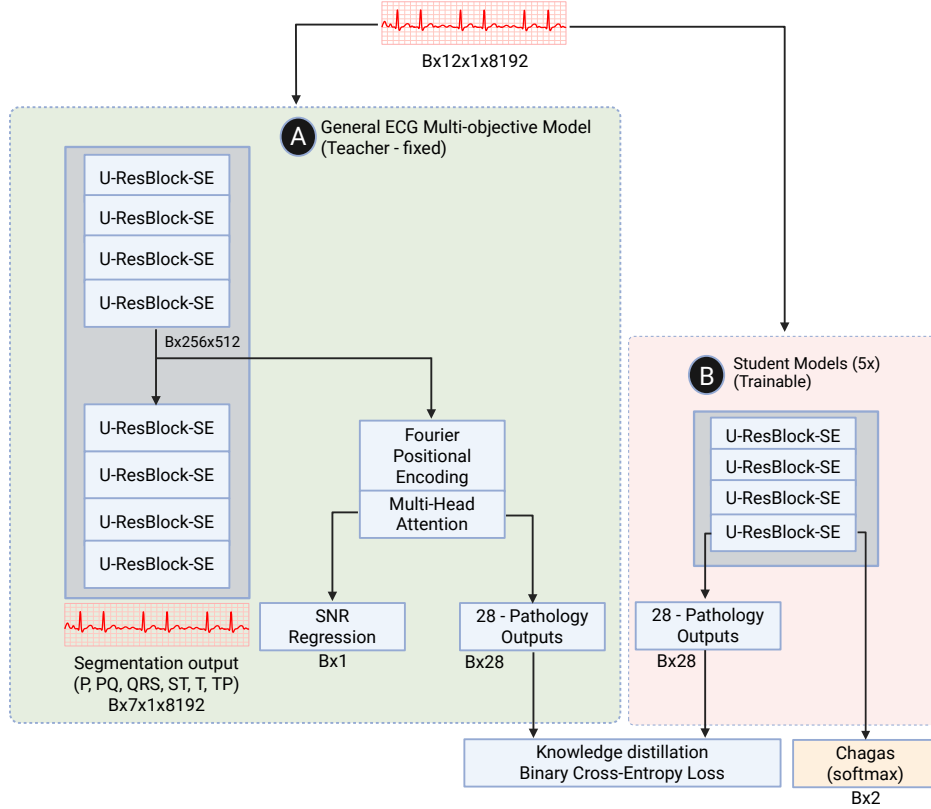 Bx12x1x8192
A
General ECG Multi-objective Model
(Teacher - fixed)
U-ResBlock-SE
U-ResBlock-SE
U-ResBlock-SE
U-ResBlock-SE
Bx256x512
U-ResBlock-SE
U-ResBlock-SE
U-ResBlock-SE
U-ResBlock-SE
Fourier
Positional
Encoding
Multi-Head
Attention
SNR
Regression
Bx1
28 - Pathology
Outputs
Bx28
Segmentation output
(P, PQ, QRS, ST, T, TP)
Bx7x1x8192
B
Student Models (5x)
(Trainable)
U-ResBlock-SE
U-ResBlock-SE
U-ResBlock-SE
U-ResBlock-SE
28 - Pathology
Outputs
Bx28
Knowledge distillation
Binary Cross-Entropy Loss
Chagas
(softmax)
Bx2